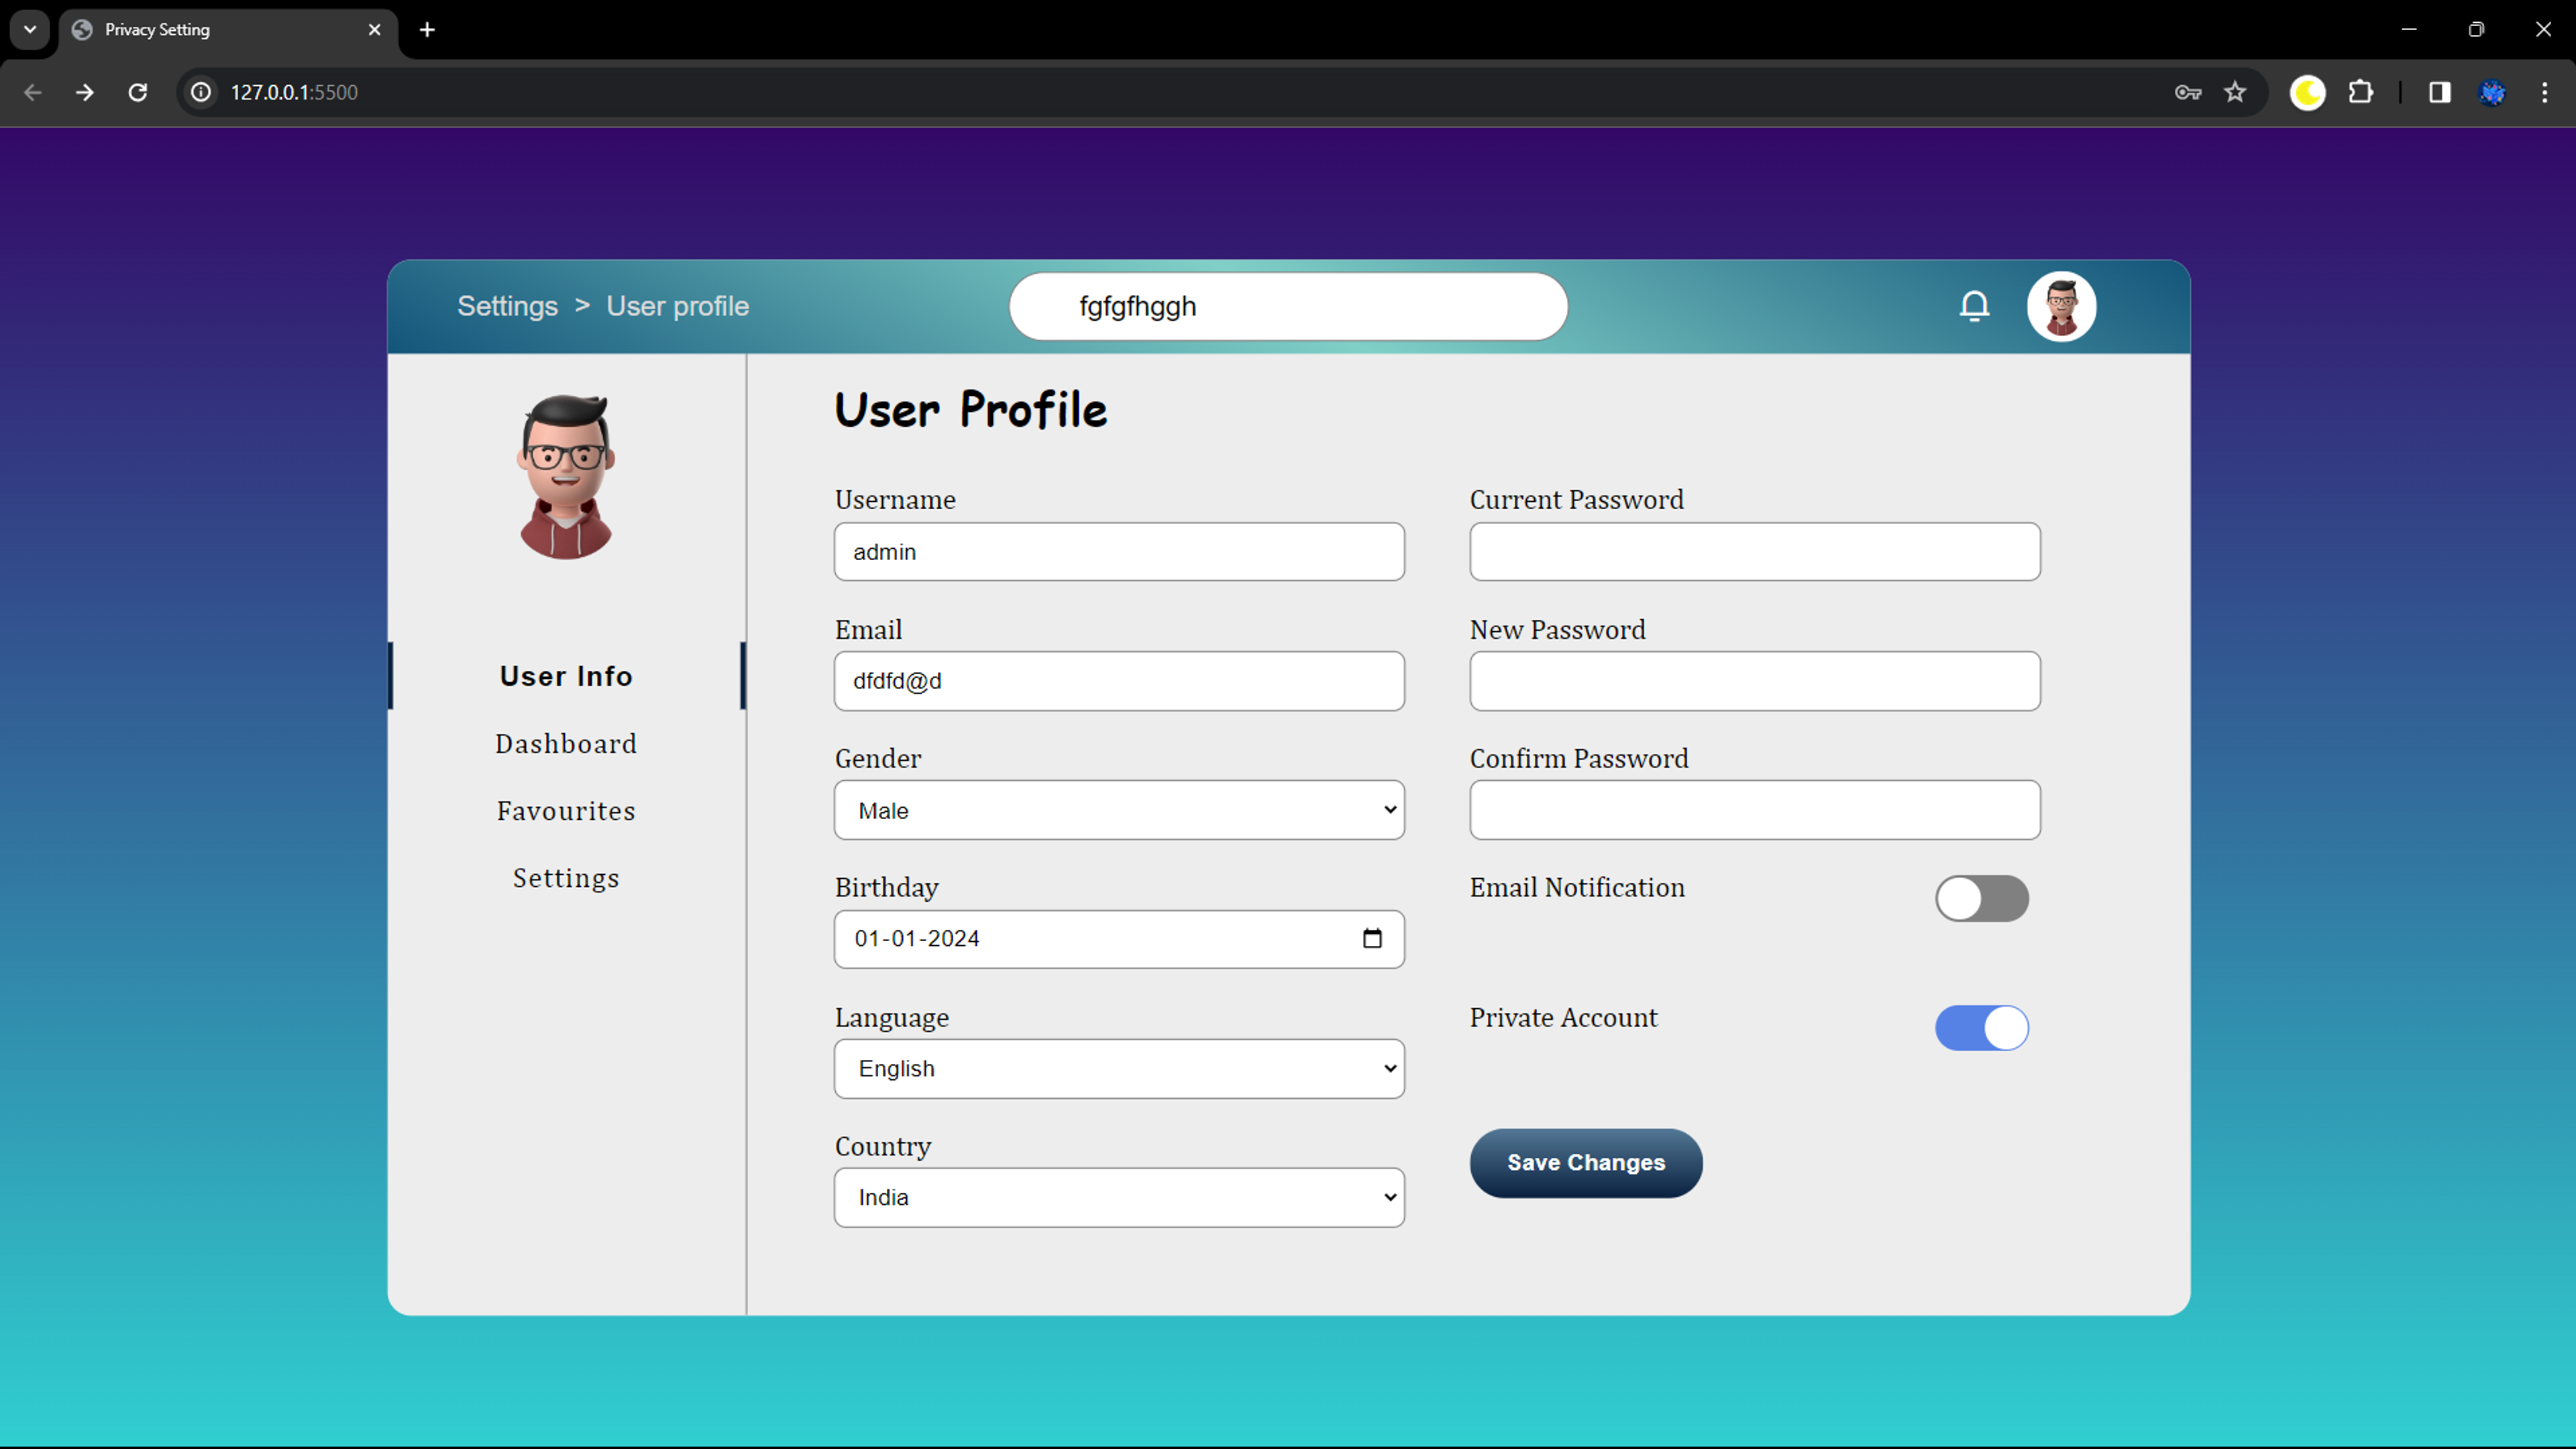 Privacy Setting
127.0.0.1:5500
Settings > User profile
fgfgfhggh
User Profile
User Info
Dashboard
Favourites
Settings
Username
admin
Email
dfdfd@d
Gender
Male
Birthday
01-01-2024
Language
English
Country
India
Current Password
New Password
Confirm Password
Email Notification
Private Account
Save Changes